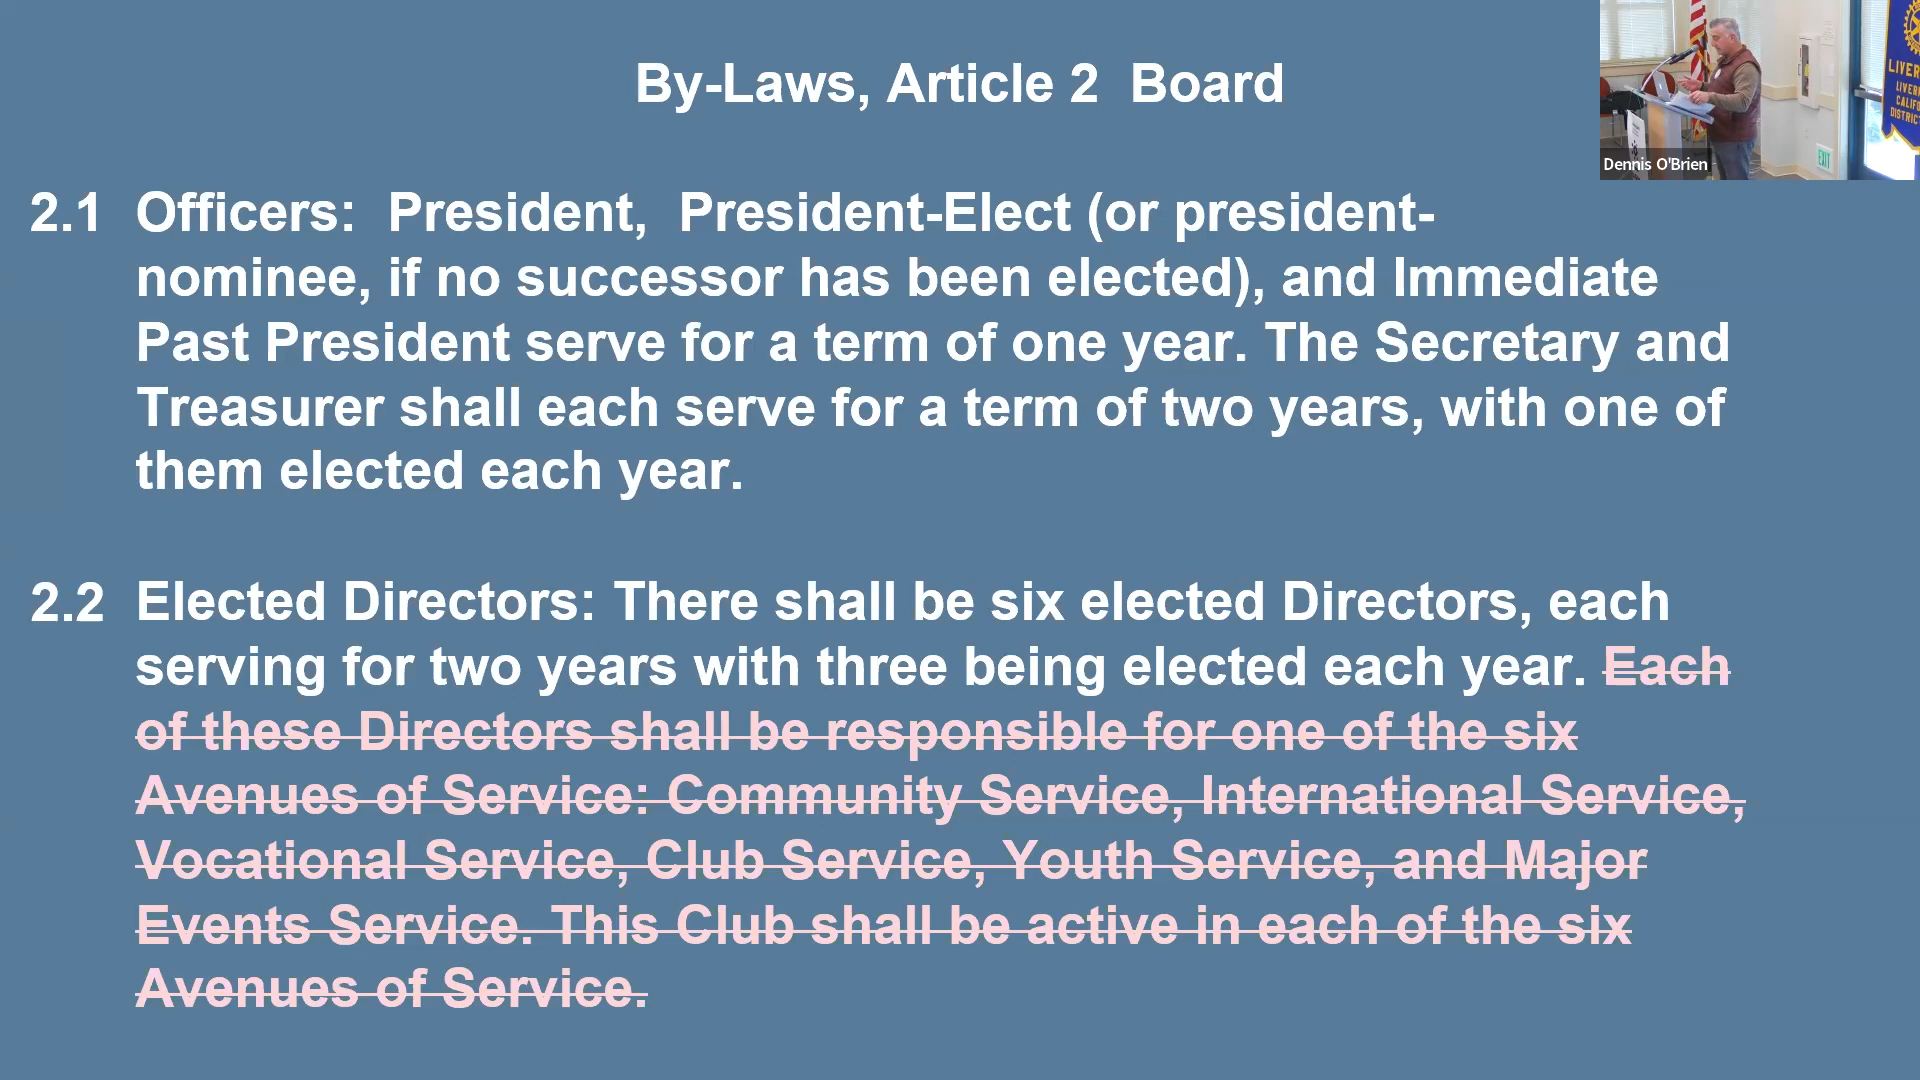 By-Laws, Article 2 Board
2.1 Officers: President, President-Elect (or president-
nominee, if no successor has been elected), and Immediate
Past President serve for a term of one year. The Secretary and
Treasurer shall each serve for a term of two years, with one of
them elected each year.
2.2 Elected Directors: There shall be six elected Directors, each
serving for two years with three being elected each year. Each
of these Directors shall be responsible for one of the six
Avenues of Service: Community Service, International Service,
Vocational Service, Club Service, Youth Service, and Major
Events Service. This Club shall be active in each of the six
Avenues of Service.
Dennis O'Brien
EXIT
LIVER
LIVERM
CALIFO
DISTRIC